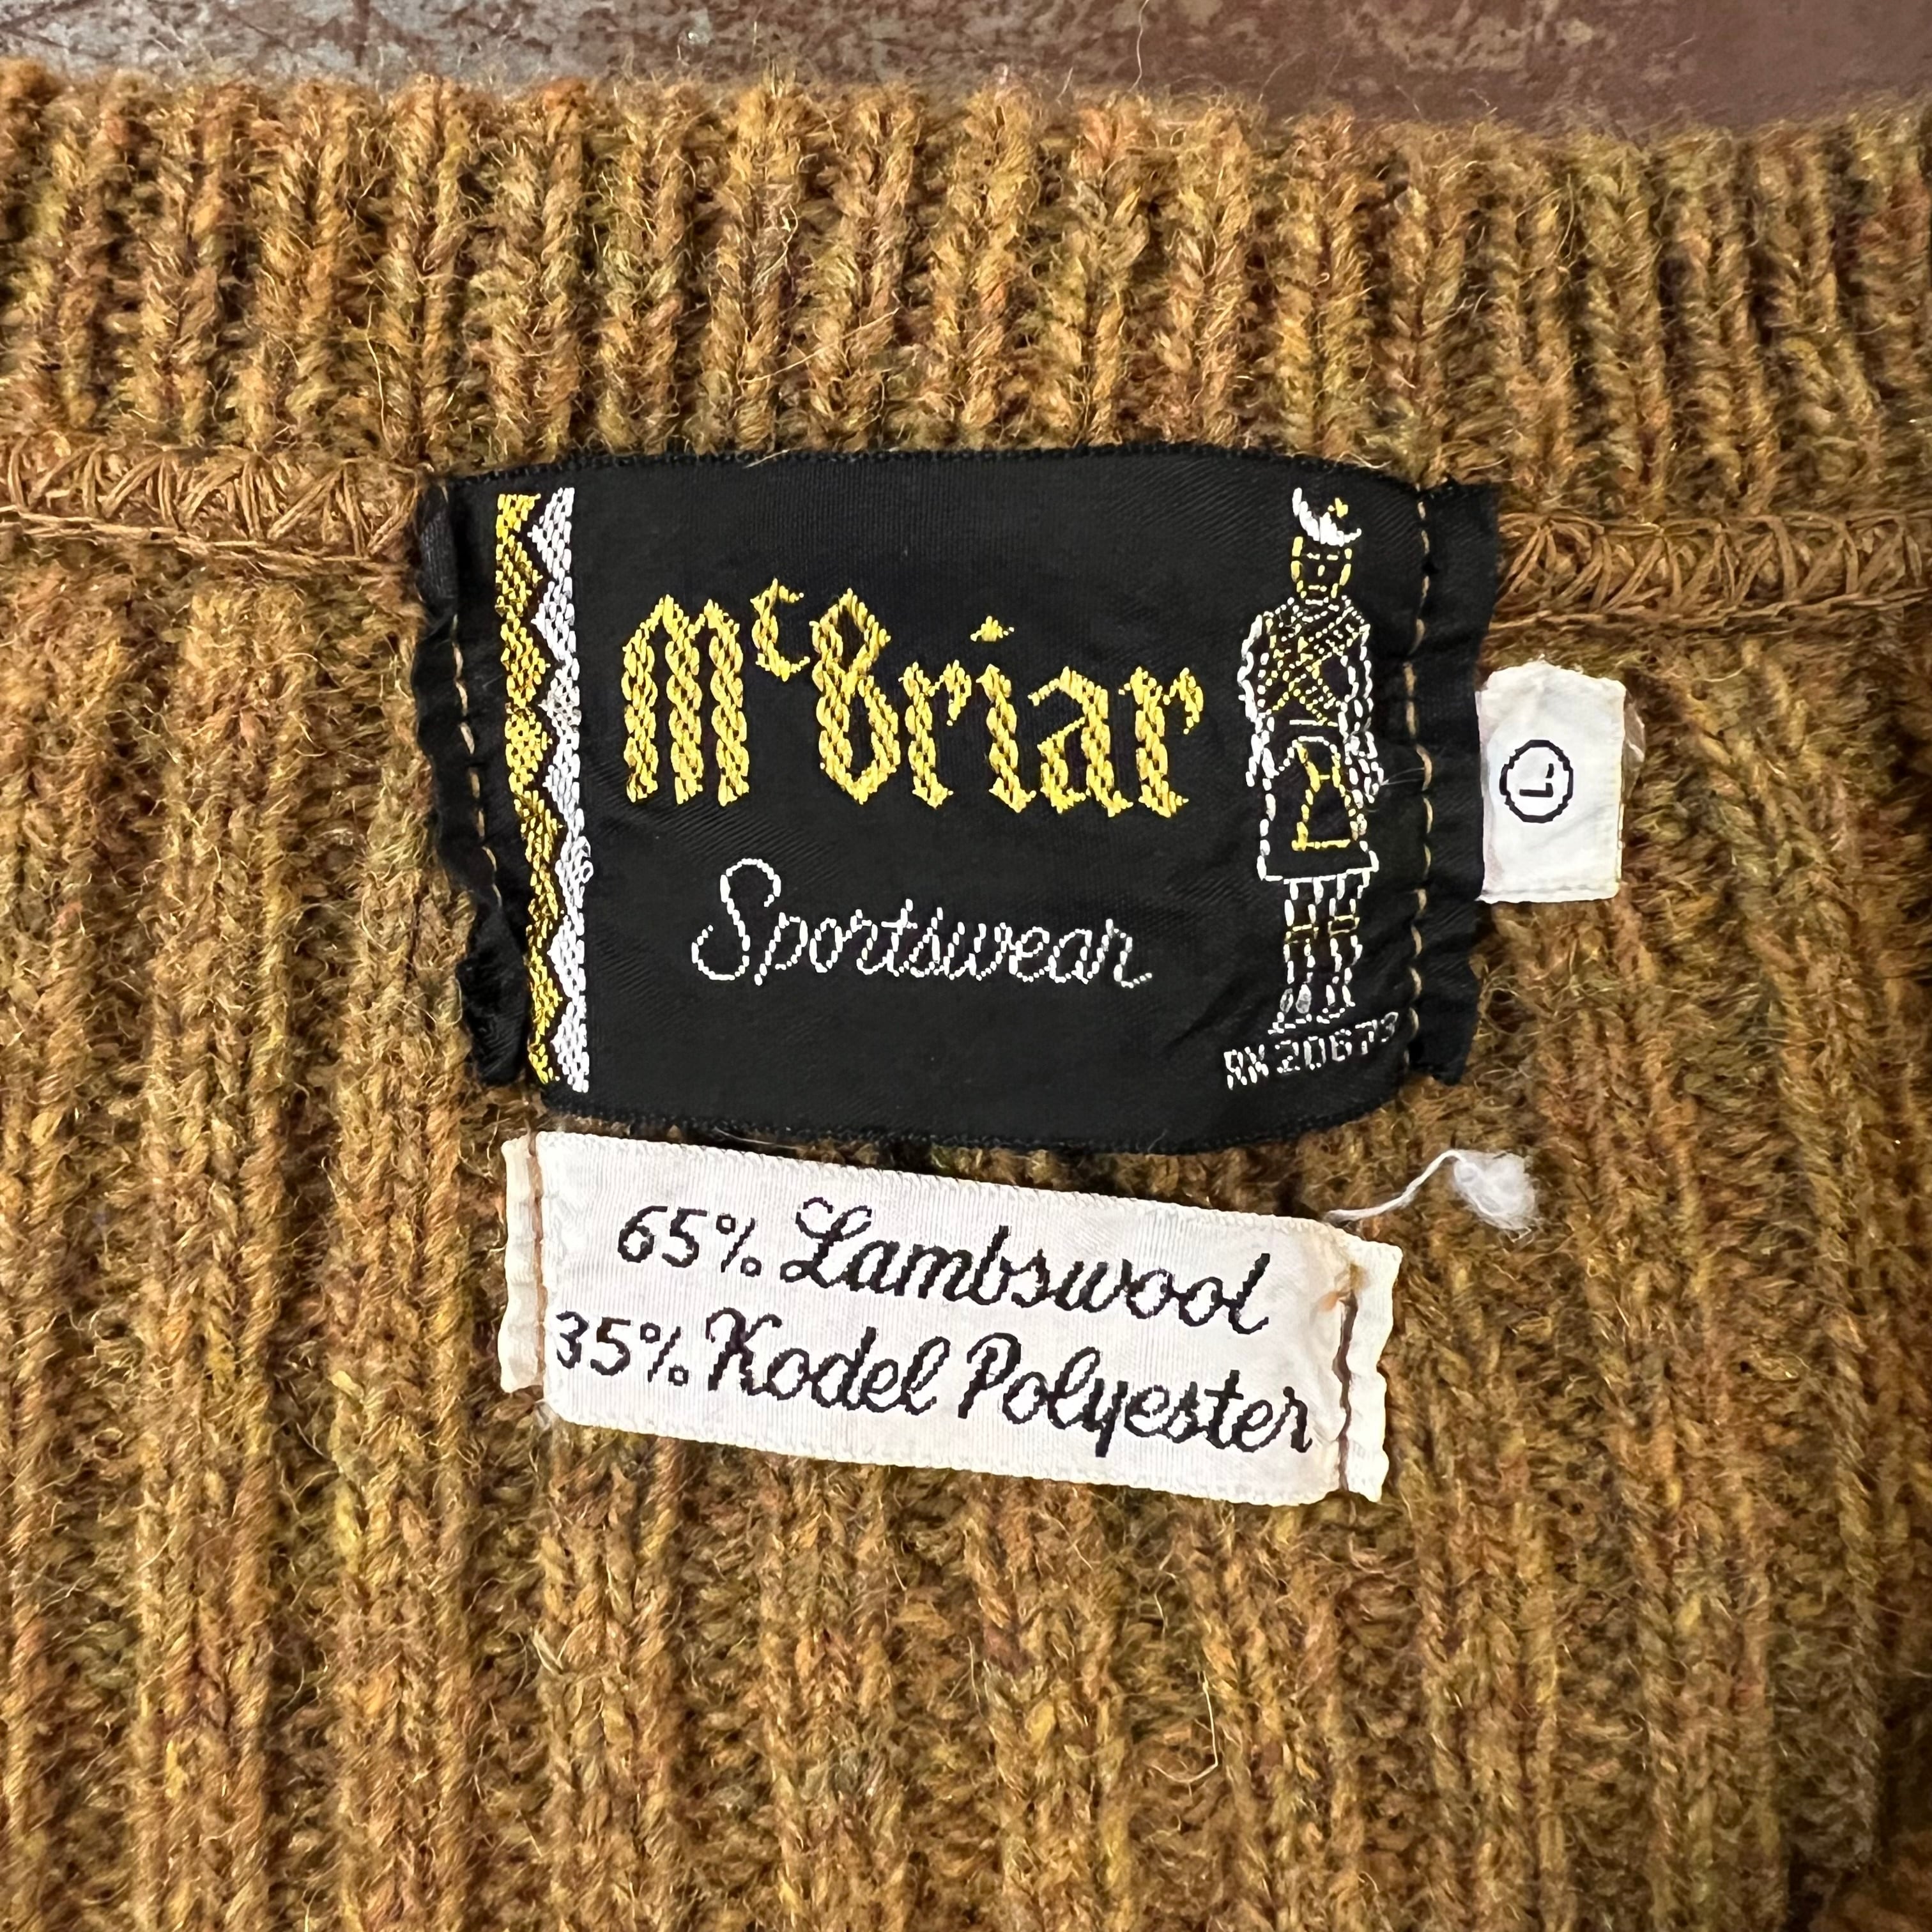 McBriar
Sportswear
RN 20673
L
65% Lambswool
35% Kodel Polyester